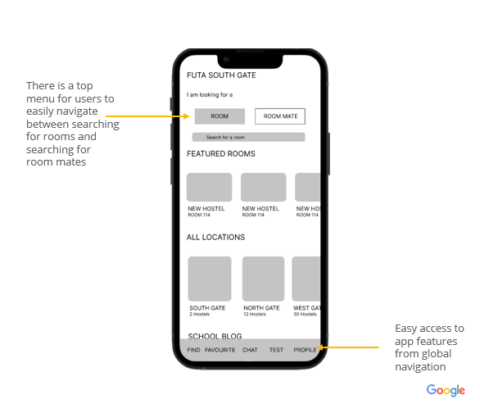 There is a top
menu for users to
easily navigate
between searching
for rooms and
searching for
room mates
FUTA SOUTH GATE
I am looking for a
ROOM
ROOM MATE
Search for a room
FEATURED ROOMS
NEW HOSTEL
ROOM 114
NEW HOSTEL
ROOM 114
NEW HOS
ROOM 114
ALL LOCATIONS
SOUTH GATE
2 Hostels
NORTH GATE
12 Hostels
WEST GAT
30 Hostels
SCHOOL BLOG
FIND FAVOURITE CHAT TEST PROFILE
Easy access to
app features
from global
navigation
Google